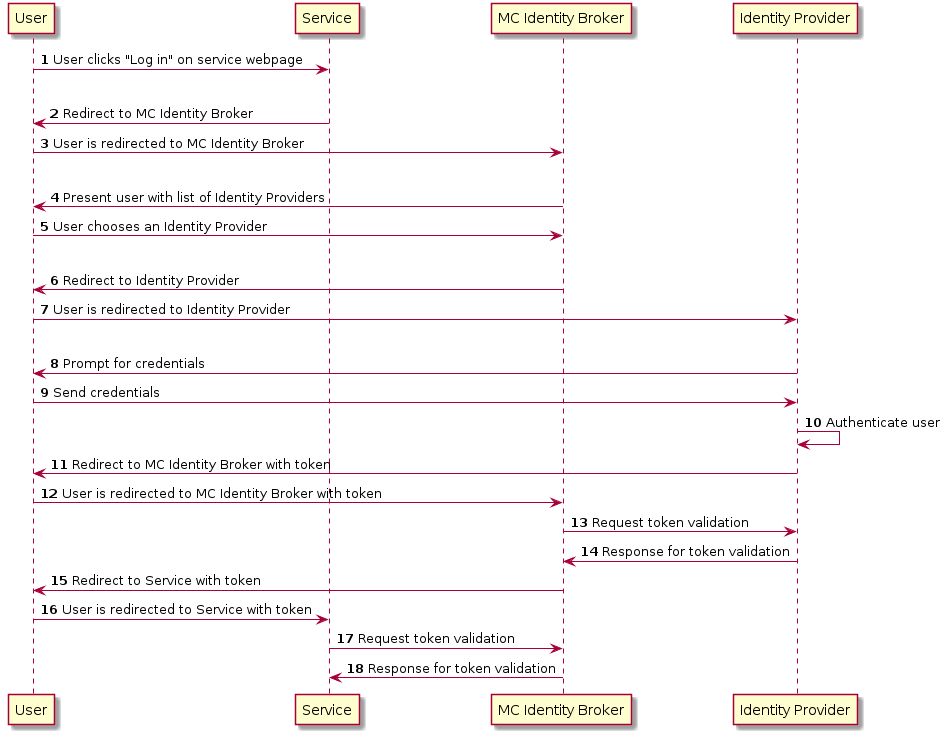 User Service MC Identity Broker Identity Provider
1 User clicks "Log in" on service webpage
2 Redirect to MC Identity Broker
3 User is redirected to MC Identity Broker
4 Present user with list of Identity Providers
5 User chooses an Identity Provider
6 Redirect to Identity Provider
7 User is redirected to Identity Provider
8 Prompt for credentials
9 Send credentials
10 Authenticate user
11 Redirect to MC Identity Broker with token
12 User is redirected to MC Identity Broker with token
13 Request token validation
14 Response for token validation
15 Redirect to Service with token
16 User is redirected to Service with token
17 Request token validation
18 Response for token validation
User Service MC Identity Broker Identity Provider